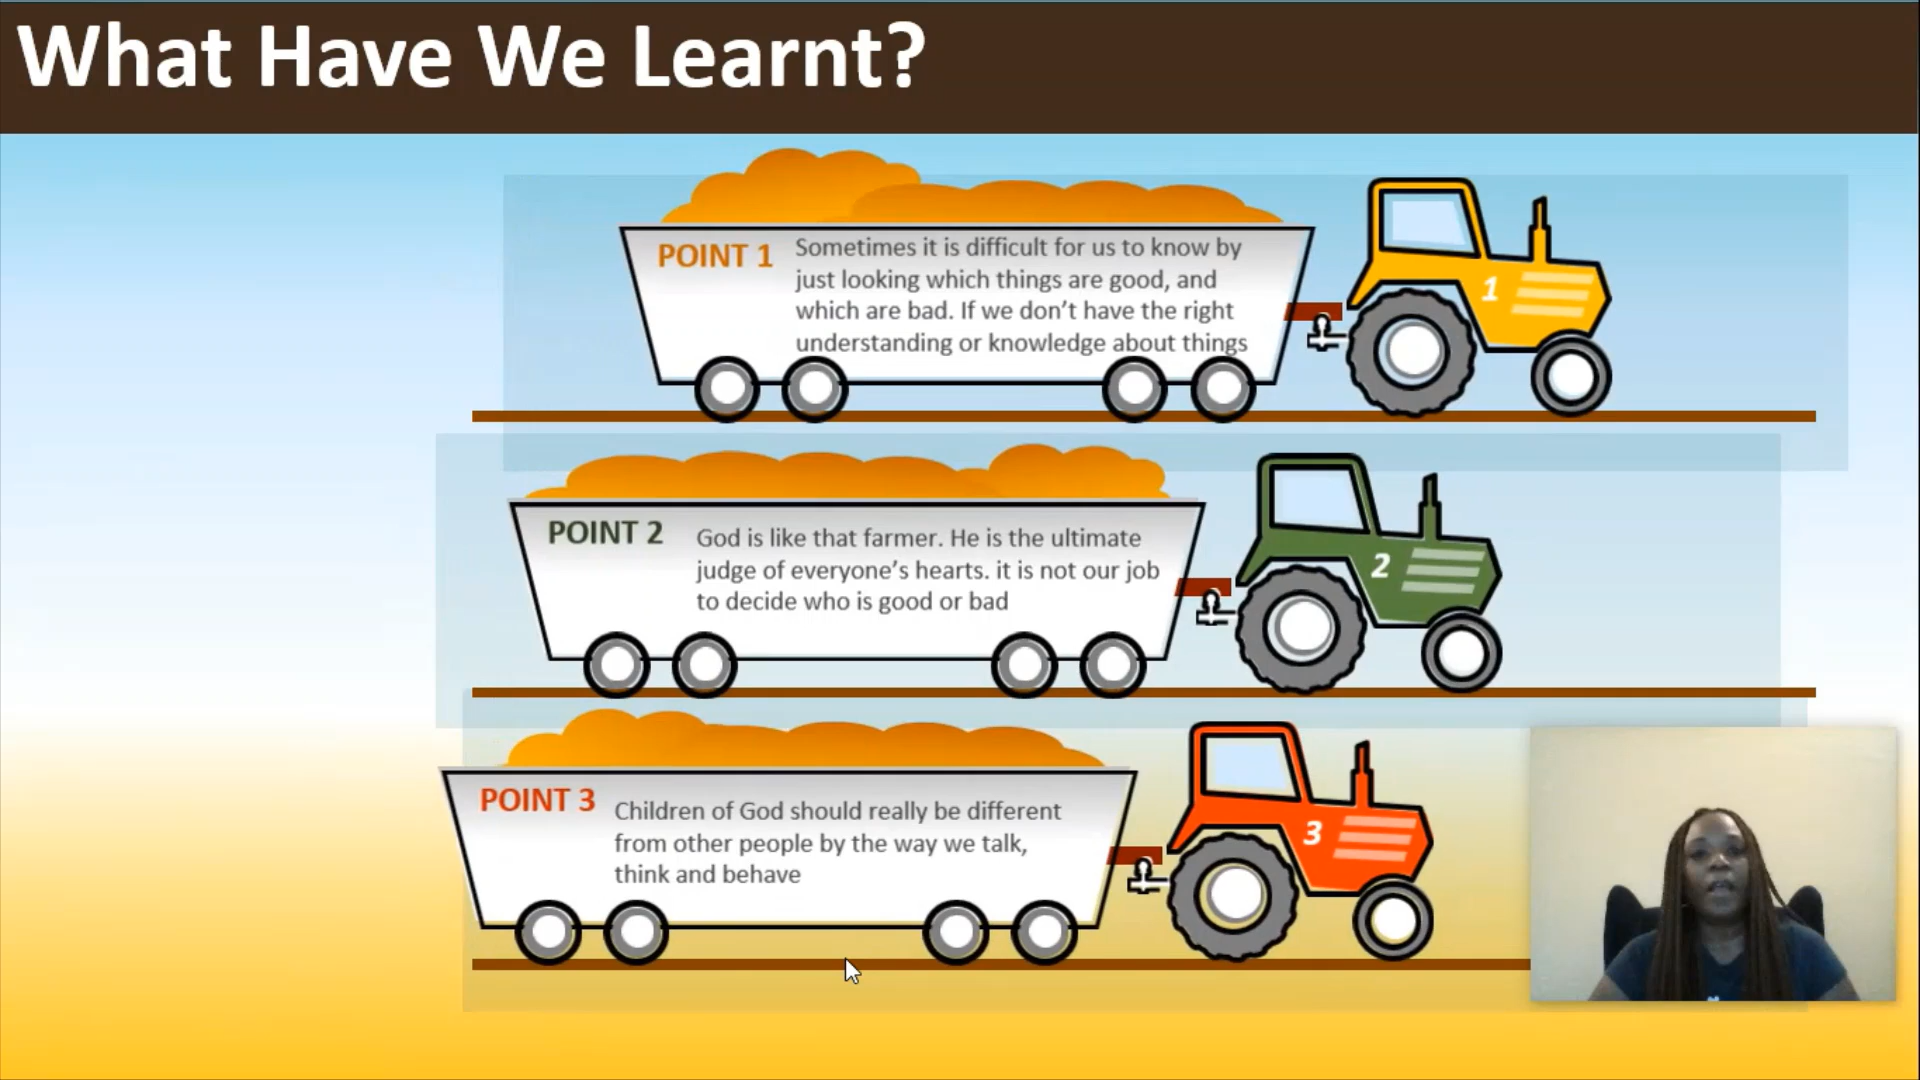 What Have We Learnt?
POINT 1
Sometimes it is difficult for us to know by
just looking which things are good, and
which are bad. If we don’t have the right
understanding or knowledge about things
1
POINT 2
God is like that farmer. He is the ultimate
judge of everyone’s hearts. it is not our job
to decide who is good or bad
2
POINT 3
Children of God should really be different
from other people by the way we talk,
think and behave
3